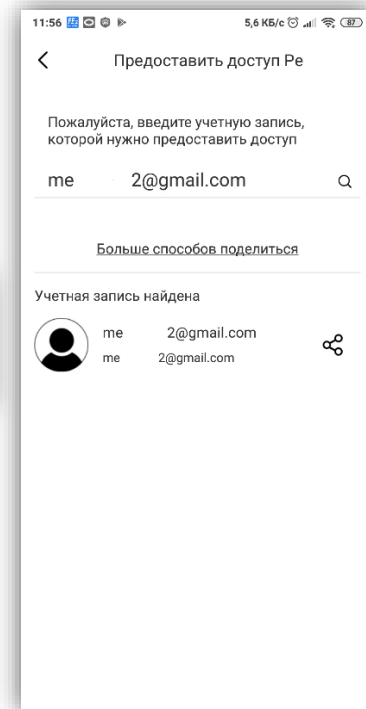 11:56 5,6 КБ/с 87
Предоставить доступ Ре
Пожалуйста, введите учетную запись,
которой нужно предоставить доступ
me 2@gmail.com
Больше способов поделиться
Учетная запись найдена
me 2@gmail.com
me 2@gmail.com